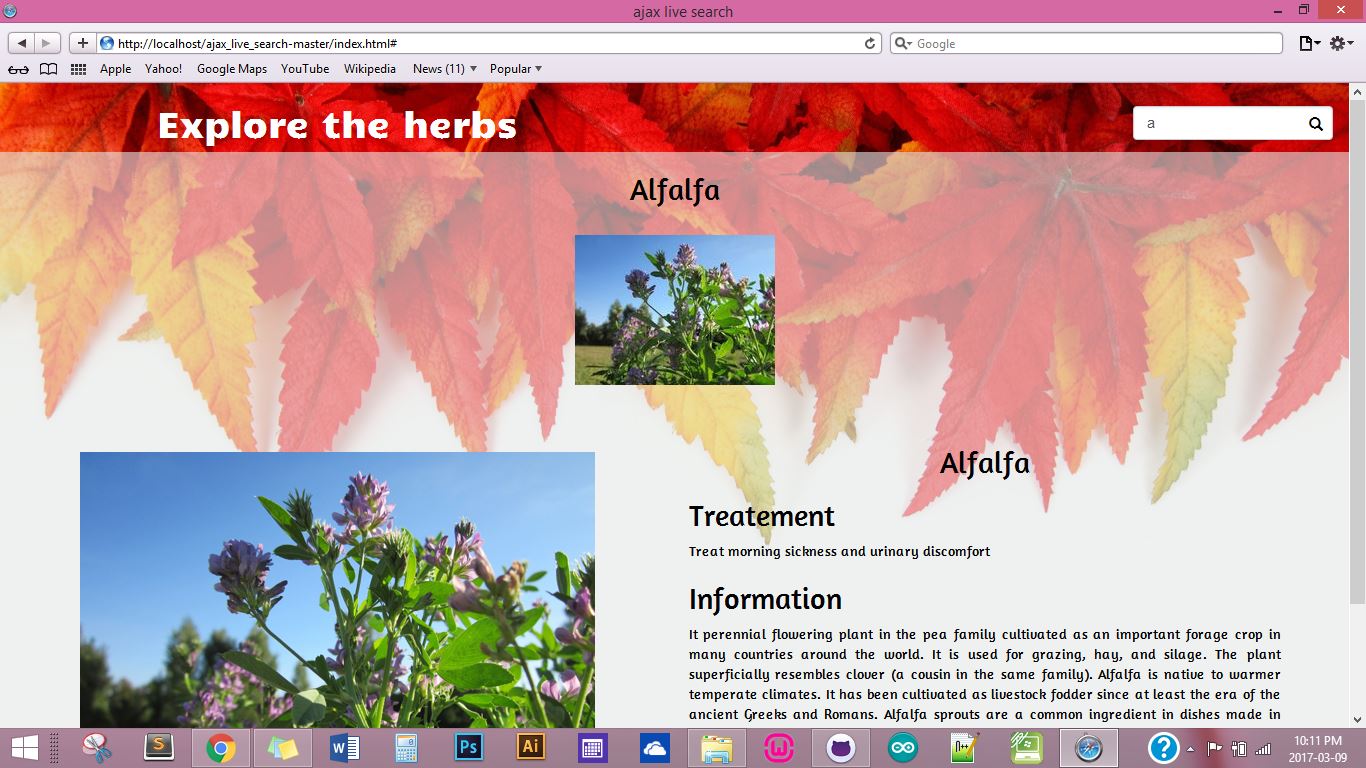 ajax live search
http://localhost/ajax_live_search-master/index.html#
Google
Apple Yahoo! Google Maps YouTube Wikipedia News (11) Popular
Explore the herbs
a
Alfalfa
Alfalfa
Treatement
Treat morning sickness and urinary discomfort
Information
It perennial flowering plant in the pea family cultivated as an important forage crop in
many countries around the world. It is used for grazing, hay, and silage. The plant
superficially resembles clover (a cousin in the same family). Alfalfa is native to warmer
temperate climates. It has been cultivated as livestock fodder since at least the era of the
ancient Greeks and Romans. Alfalfa sprouts are a common ingredient in dishes made in
S
W
Ps
Ai
10:11 PM
2017-03-09